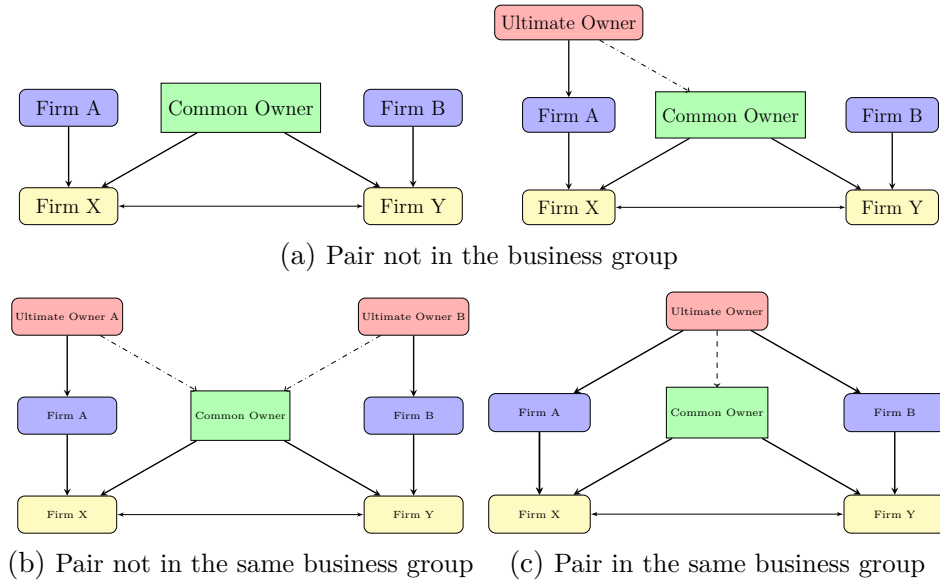 Ultimate Owner
Firm A
Common Owner
Firm B
Firm A
Common Owner
Firm B
Firm X
Firm Y
Firm X
Firm Y
(a) Pair not in the business group
Ultimate Owner A
Ultimate Owner B
Ultimate Owner
Firm A
Common Owner
Firm B
Firm A
Common Owner
Firm B
Firm X
Firm Y
Firm X
Firm Y
(b) Pair not in the same business group
(c) Pair in the same business group